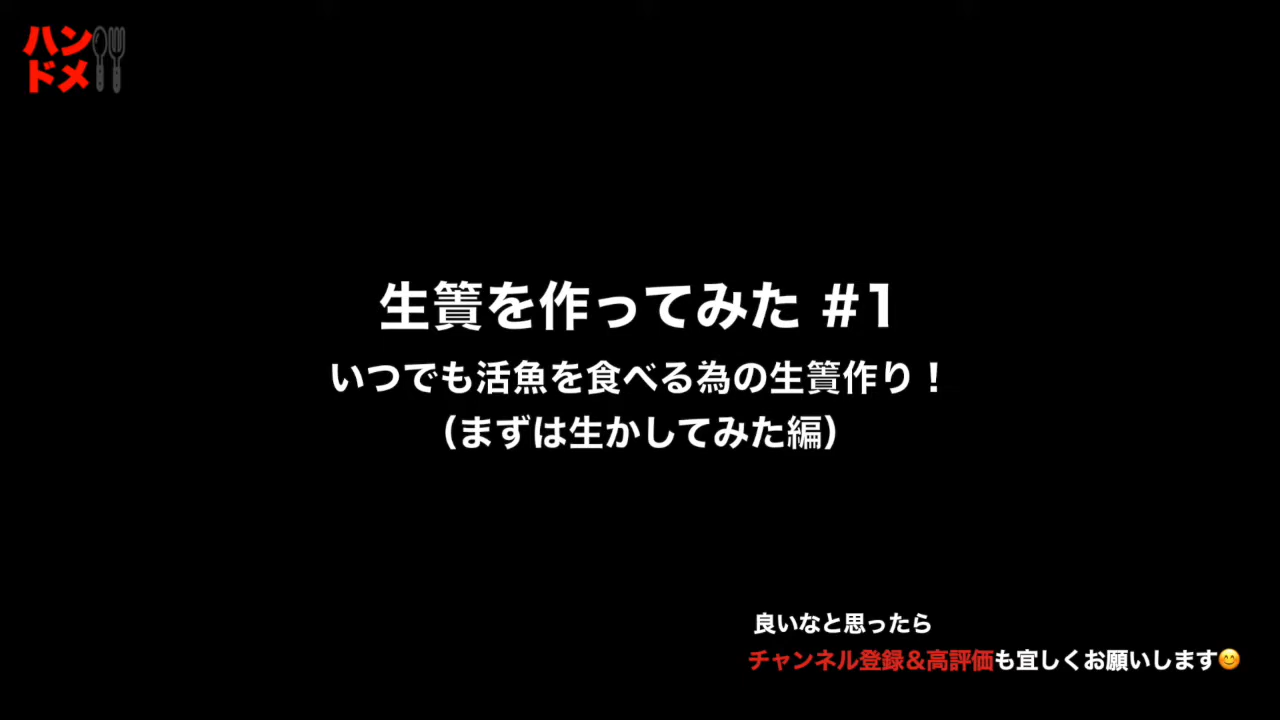 ハン
ドメ
生簀を作ってみた #1
いつでも活魚を食べる為の生簀作り！
（まずは生かしてみた編）
良いなと思ったら
チャンネル登録＆高評価も宜しくお願いします😊